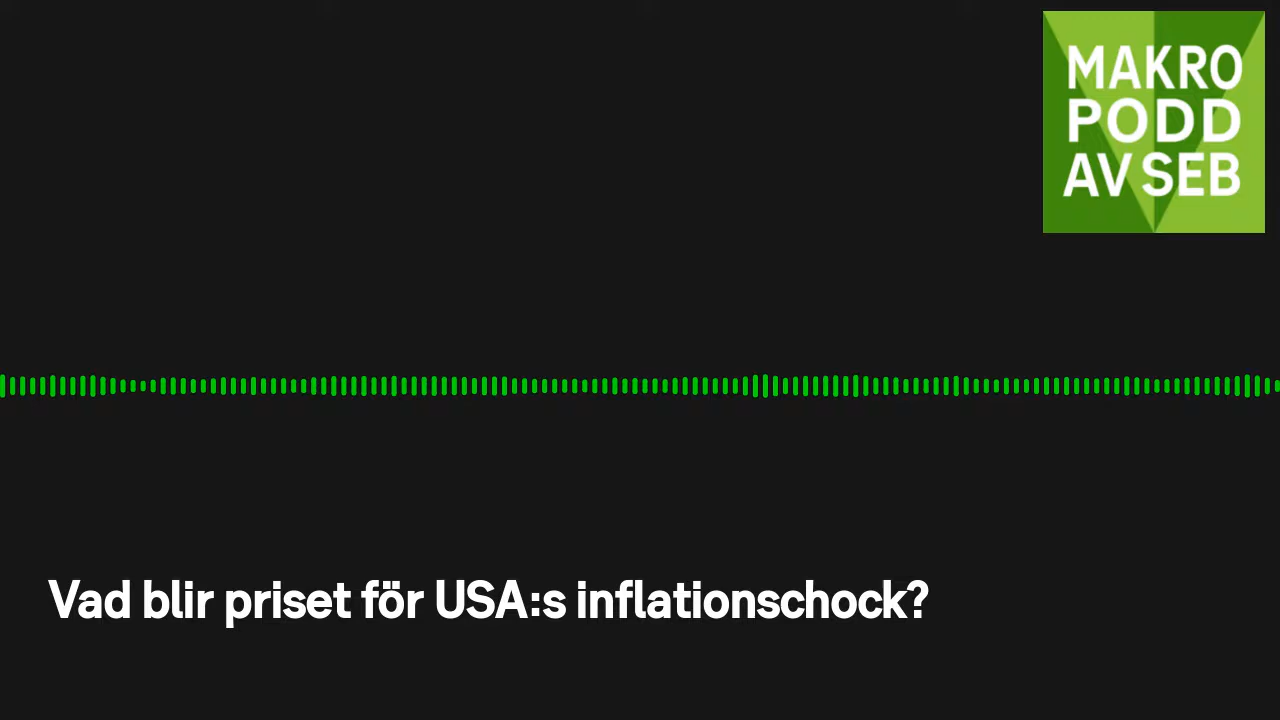 MAKRO
PODD
AV SEB
Vad blir priset för USA:s inflationschock?